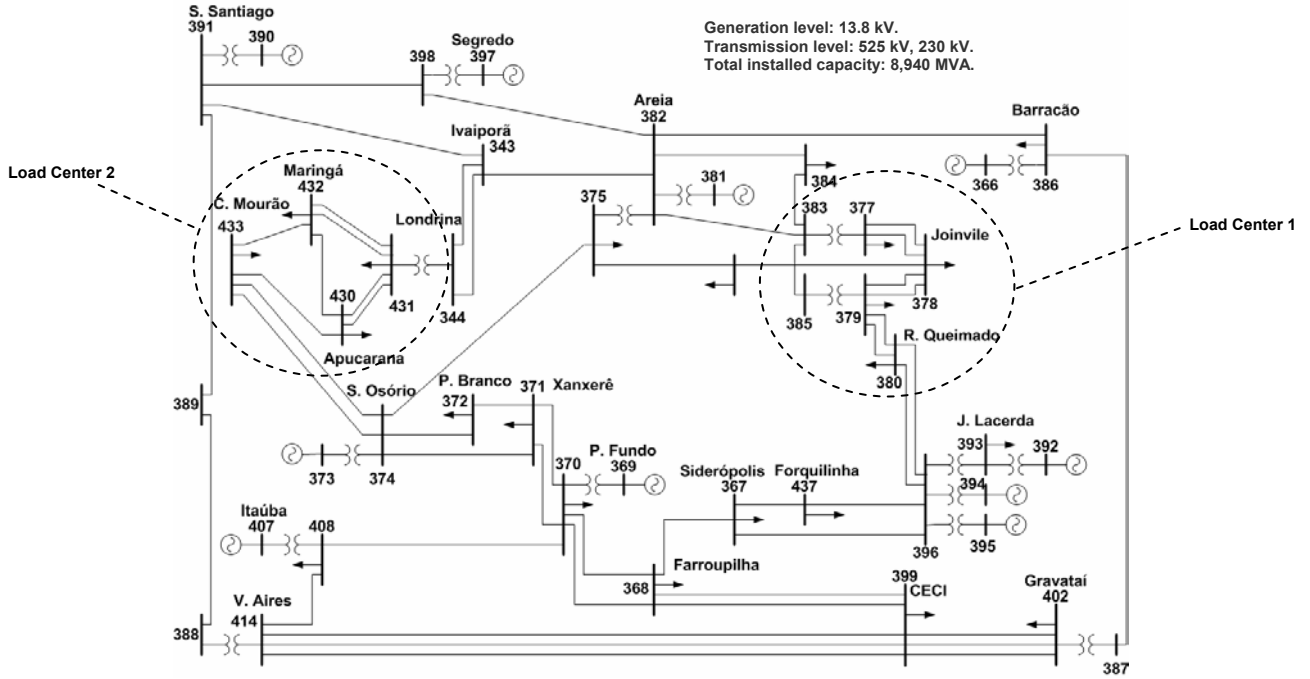 S. Santiago
391
390
398
Segredo
397
Generation level: 13.8 kV.
Transmission level: 525 kV, 230 kV.
Total installed capacity: 8,940 MVA.
Areia
382
Barracão
Ivaiporã
343
381
384
366
386
Load Center 2
Maringá
432
C. Mourão
433
Londrina
375
383
377
Joinvile
Load Center 1
430
431
344
385
379
378
Apucarana
R. Queimado
380
389
S. Osório
P. Branco
372
371
Xanxerê
J. Lacerda
393
392
373
374
370
P. Fundo
369
Siderópolis
367
Forquilinha
437
394
395
396
Itaúba
407
408
Farroupilha
368
399
CECI
Gravataí
402
V. Aires
414
388
387